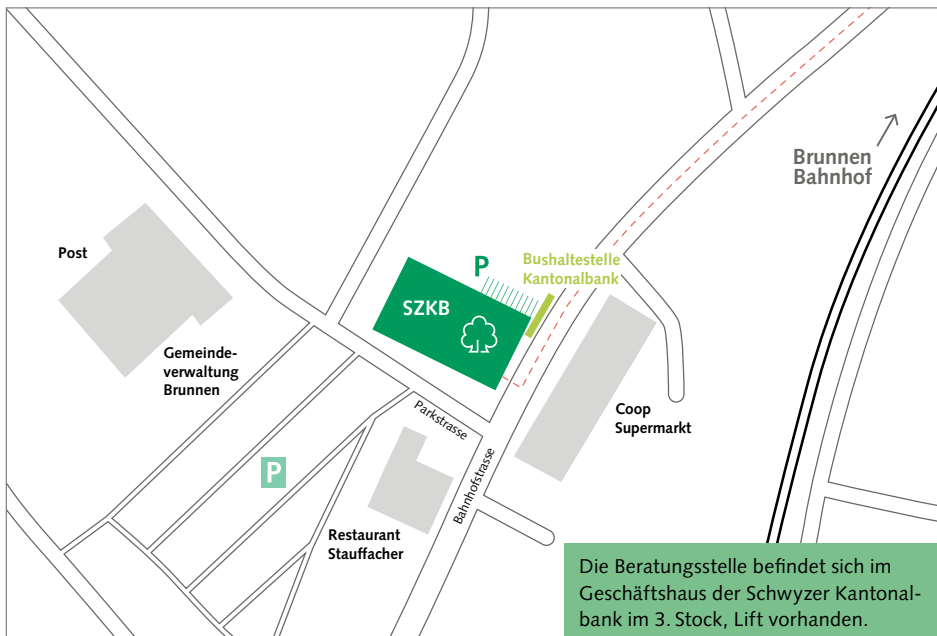 Brunnen
Bahnhof
Post
Bushaltestelle
Kantonalbank
P
SZKB
Gemeinde-
verwaltung
Brunnen
Parkstrasse
Coop
Supermarkt
P
Bahnhofstrasse
Restaurant
Stauffacher
Die Beratungsstelle befindet sich im
Geschäftshaus der Schwyzer Kantonal-
bank im 3. Stock, Lift vorhanden.